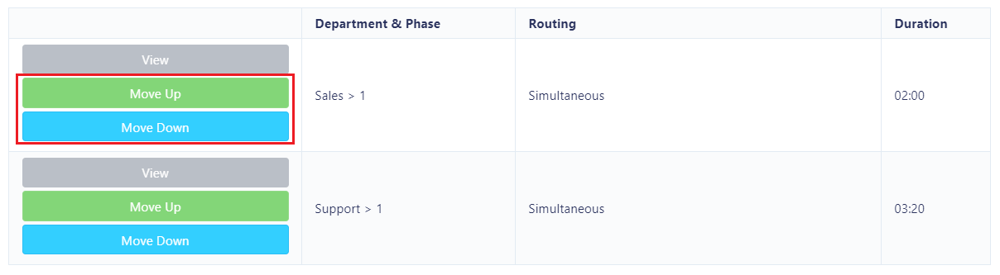 Department & Phase Routing Duration
View
Move Up
Sales > 1 Simultaneous 02:00
Move Down
View
Move Up
Support > 1 Simultaneous 03:20
Move Down